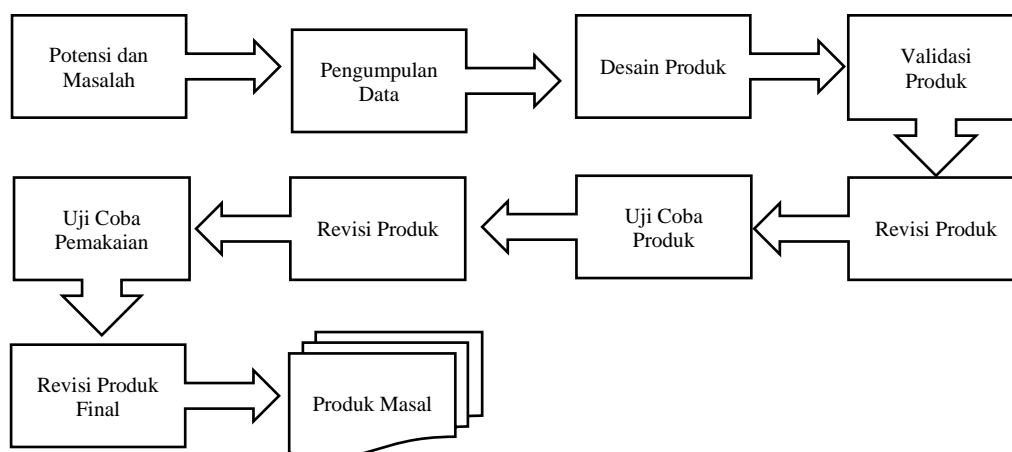 Potensi dan
Masalah
Pengumpulan
Data
Desain Produk
Validasi
Produk
Revisi Produk
Uji Coba
Produk
Revisi Produk
Uji Coba
Pemakaian
Revisi Produk
Final
Produk Masal